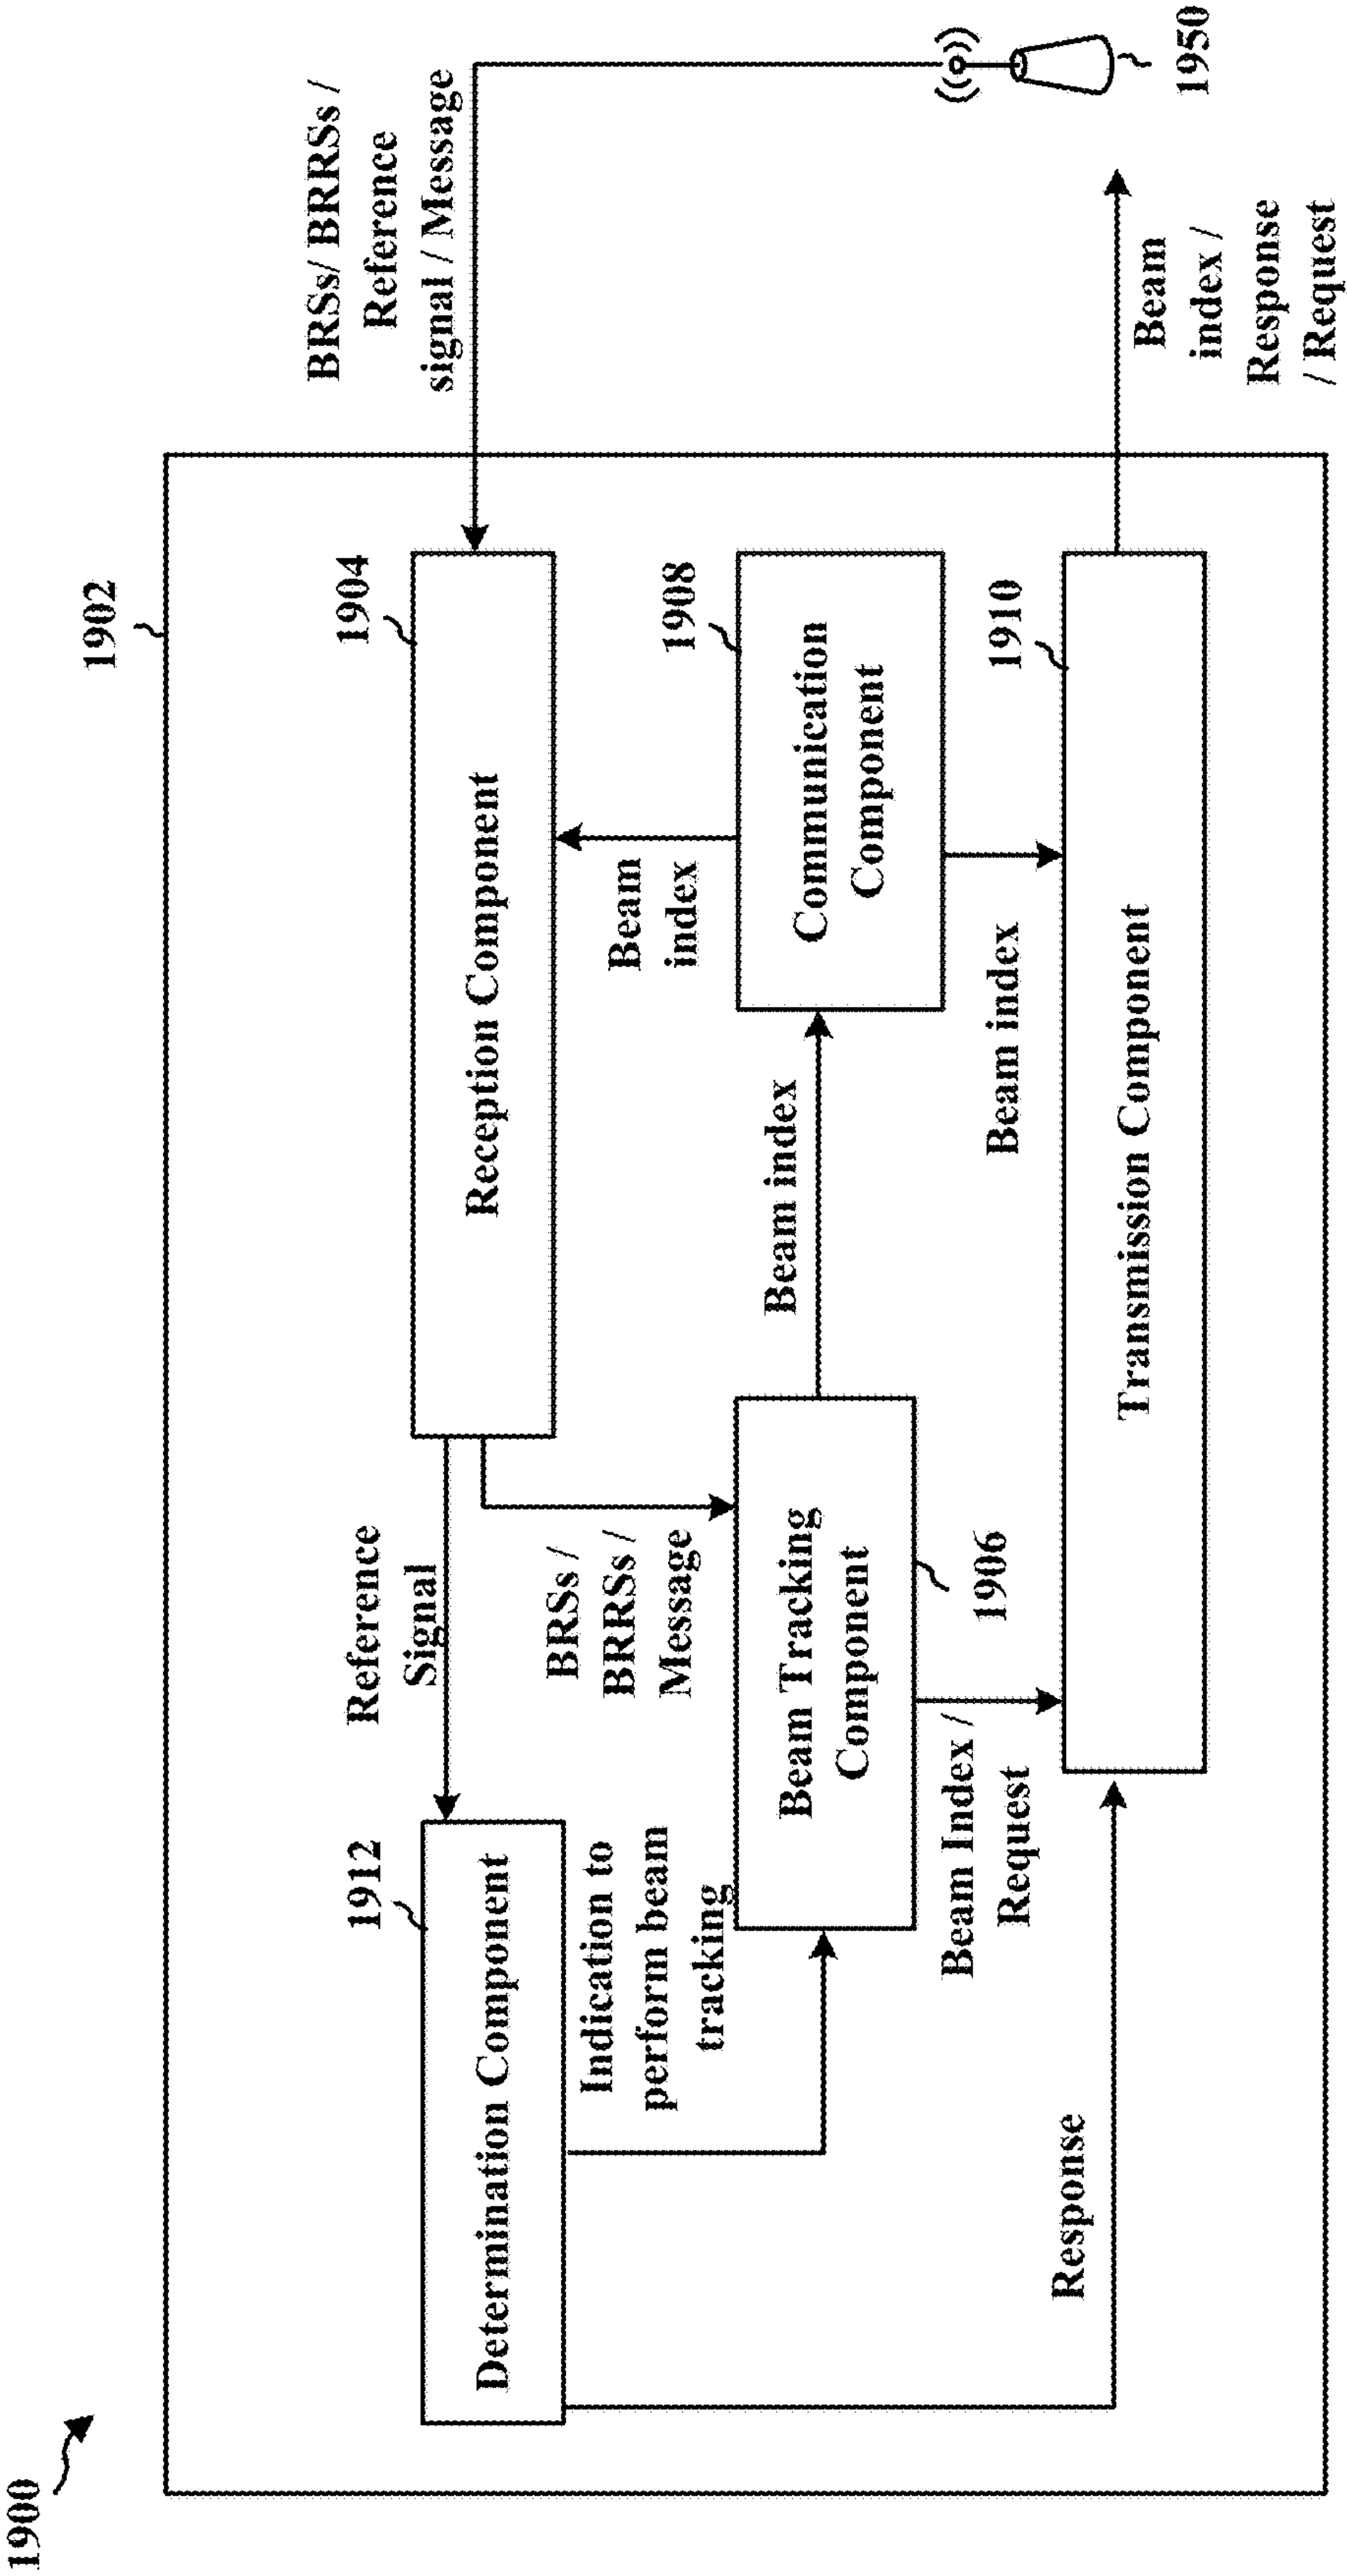 1900
1902
BRSs/ BRRSs /
Reference
signal / Message
1904
Reception Component
Reference
Signal
1912
Determination Component
BRSs /
BRRSs /
Message
Indication to
perform beam
tracking
Beam
index
1908
Communication
Component
Beam index
Beam Tracking
Component
1906
Beam index
1910
Beam Index /
Request
Transmission Component
Response
Beam
index /
Response
/ Request
1950